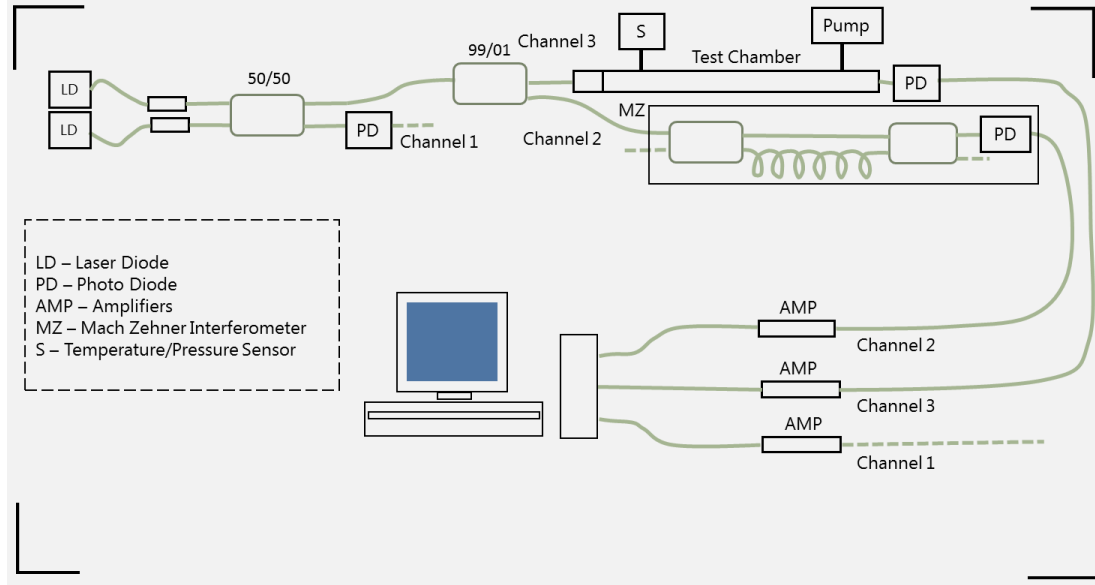 LD
LD
50/50
PD
Channel 1
99/01
Channel 3
Channel 2
S
Pump
Test Chamber
PD
MZ
PD
LD – Laser Diode
PD – Photo Diode
AMP – Amplifiers
MZ – Mach Zehner Interferometer
S – Temperature/Pressure Sensor
AMP
Channel 2
AMP
Channel 3
AMP
Channel 1